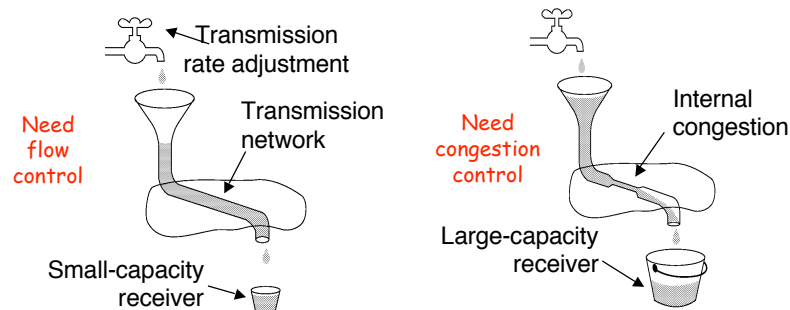 Transmission
rate adjustment
Transmission
network
Need
flow
control
Small-capacity
receiver
Internal
congestion
Need
congestion
control
Large-capacity
receiver